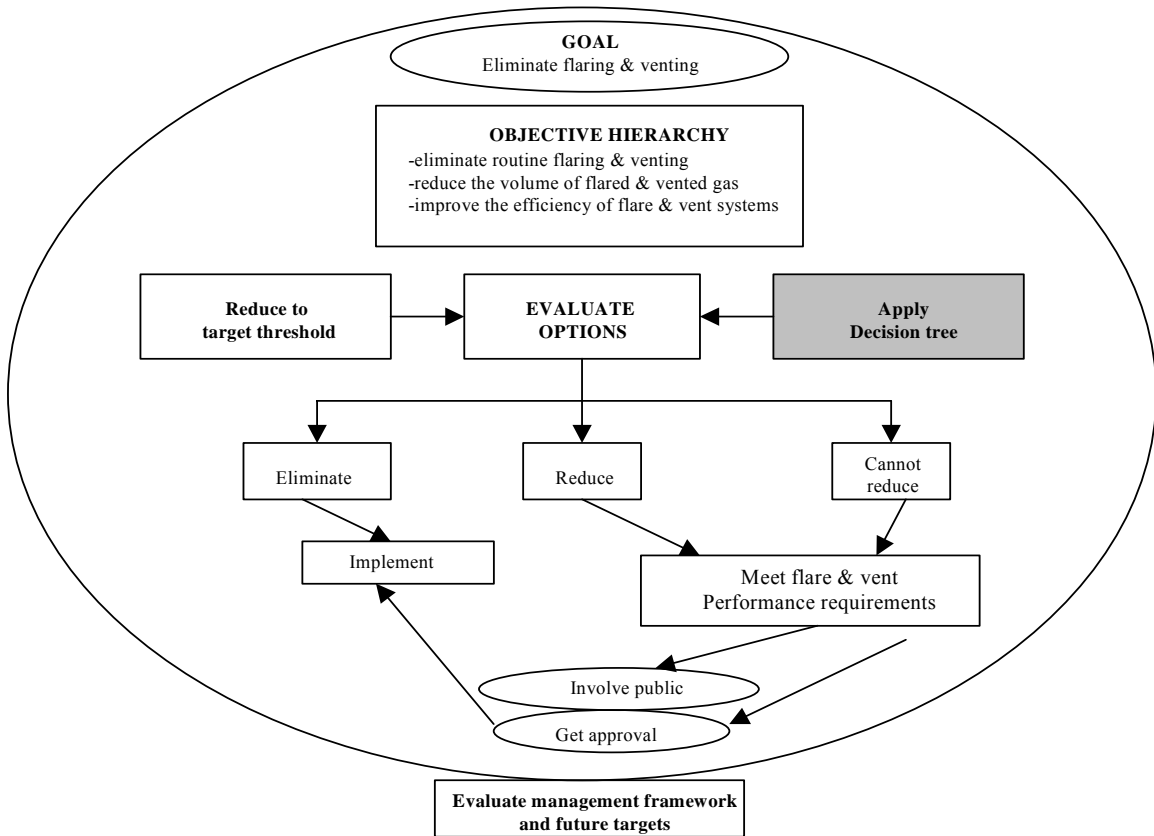 GOAL
Eliminate flaring & venting
OBJECTIVE HIERARCHY
-eliminate routine flaring & venting
-reduce the volume of flared & vented gas
-improve the efficiency of flare & vent systems
Reduce to
target threshold
EVALUATE
OPTIONS
Apply
Decision tree
Eliminate
Reduce
Cannot
reduce
Implement
Meet flare & vent
Performance requirements
Involve public
Get approval
Evaluate management framework
and future targets